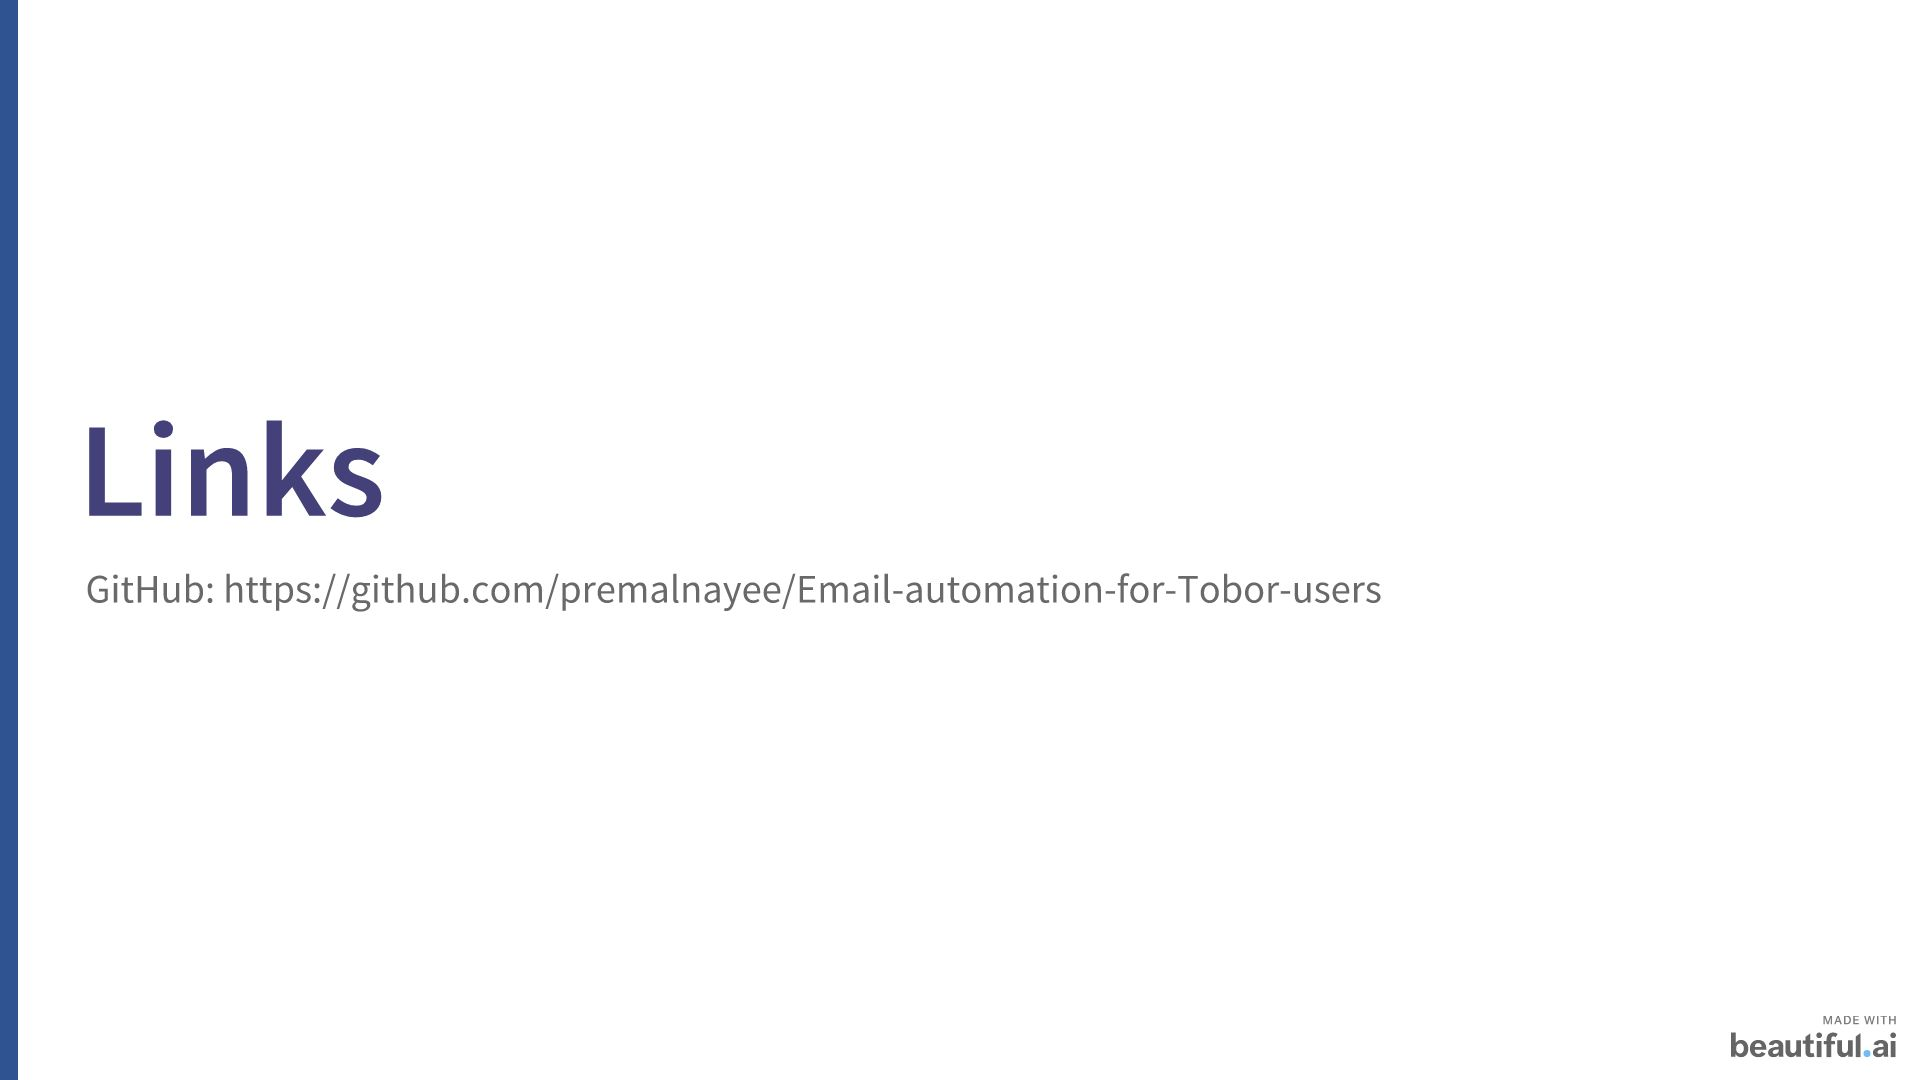 Links
GitHub: https://github.com/premalnayee/Email-automation-for-Tobor-users
MADE WITH
beautiful.ai